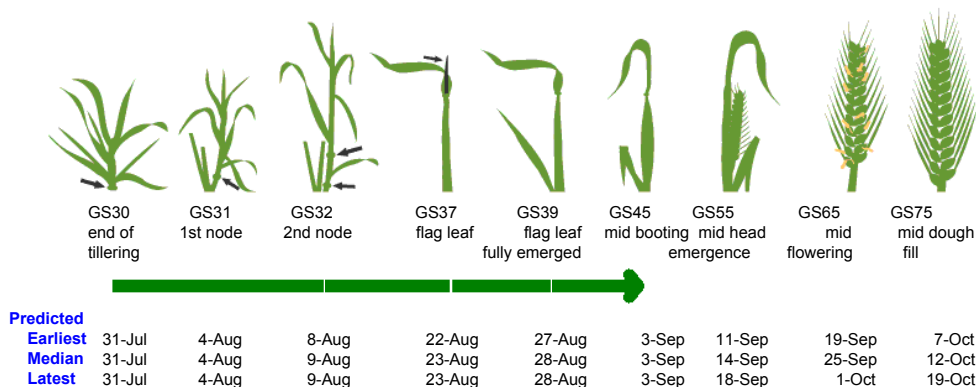 GS30 GS31 GS32 GS37 GS39 GS45 GS55 GS65 GS75
end of 1st node 2nd node flag leaf flag leaf mid booting mid head mid mid dough
tillering fully emerged emergence flowering fill
Predicted
Earliest 31-Jul 4-Aug 8-Aug 22-Aug 27-Aug 3-Sep 11-Sep 19-Sep 7-Oct
Median 31-Jul 4-Aug 9-Aug 23-Aug 28-Aug 3-Sep 14-Sep 25-Sep 12-Oct
Latest 31-Jul 4-Aug 9-Aug 23-Aug 28-Aug 3-Sep 18-Sep 1-Oct 19-Oct